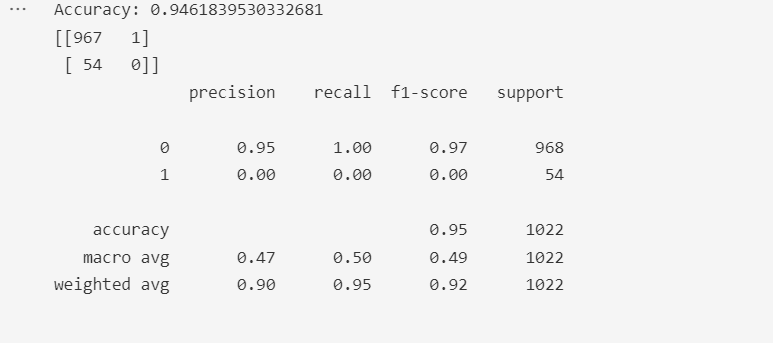 ... Accuracy: 0.9461839530332681
[[967   1]
 [ 54   0]]
              precision    recall  f1-score   support

           0       0.95      1.00      0.97       968
           1       0.00      0.00      0.00        54

    accuracy                           0.95      1022
   macro avg       0.47      0.50      0.49      1022
weighted avg       0.90      0.95      0.92      1022